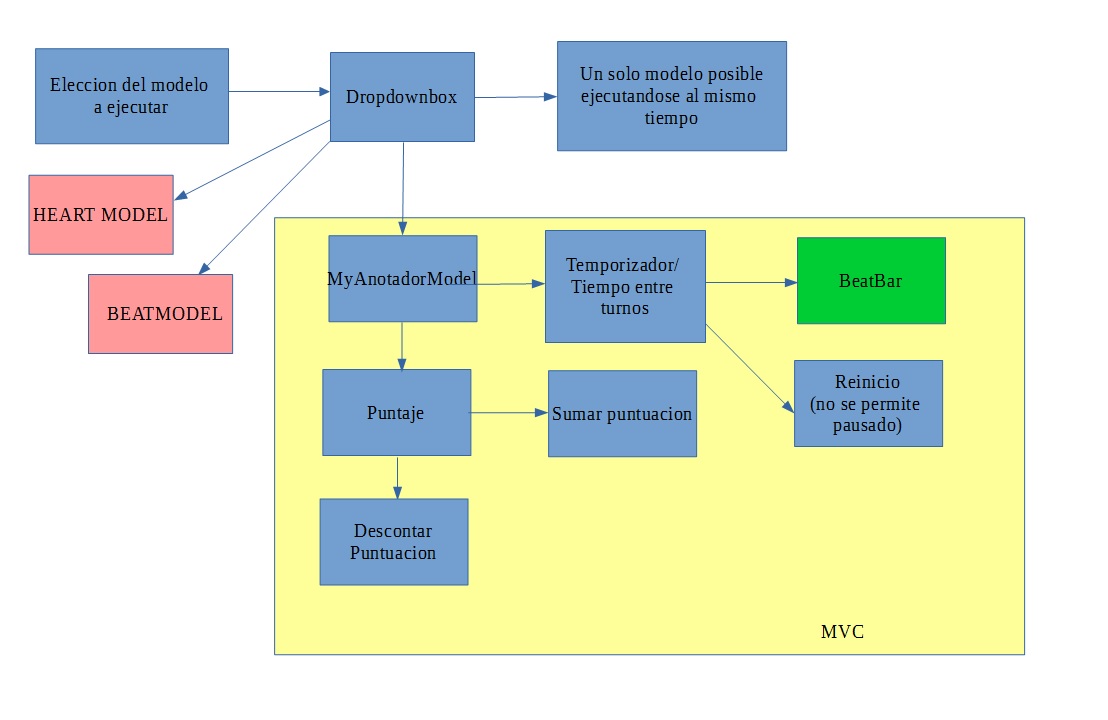 Eleccion del modelo
a ejecutar
Dropdownbox
Un solo modelo posible
ejecutandose al mismo
tiempo
HEART MODEL
BEATMODEL
MyAnotadorModel
Temporizador/
Tiempo entre
turnos
BeatBar
Reinicio
(no se permite
pausado)
Puntaje
Sumar puntuacion
Descontar
Puntuacion
MVC